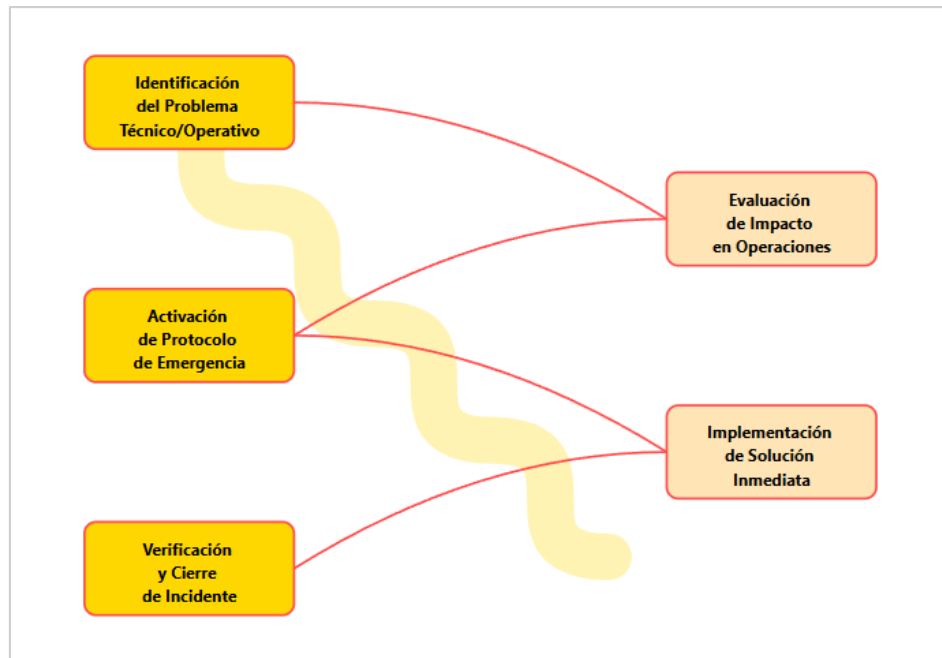 Identificación
del Problema
Técnico/Operativo
Evaluación
de Impacto
en Operaciones
Activación
de Protocolo
de Emergencia
Implementación
de Solución
Inmediata
Verificación
y Cierre
de Incidente